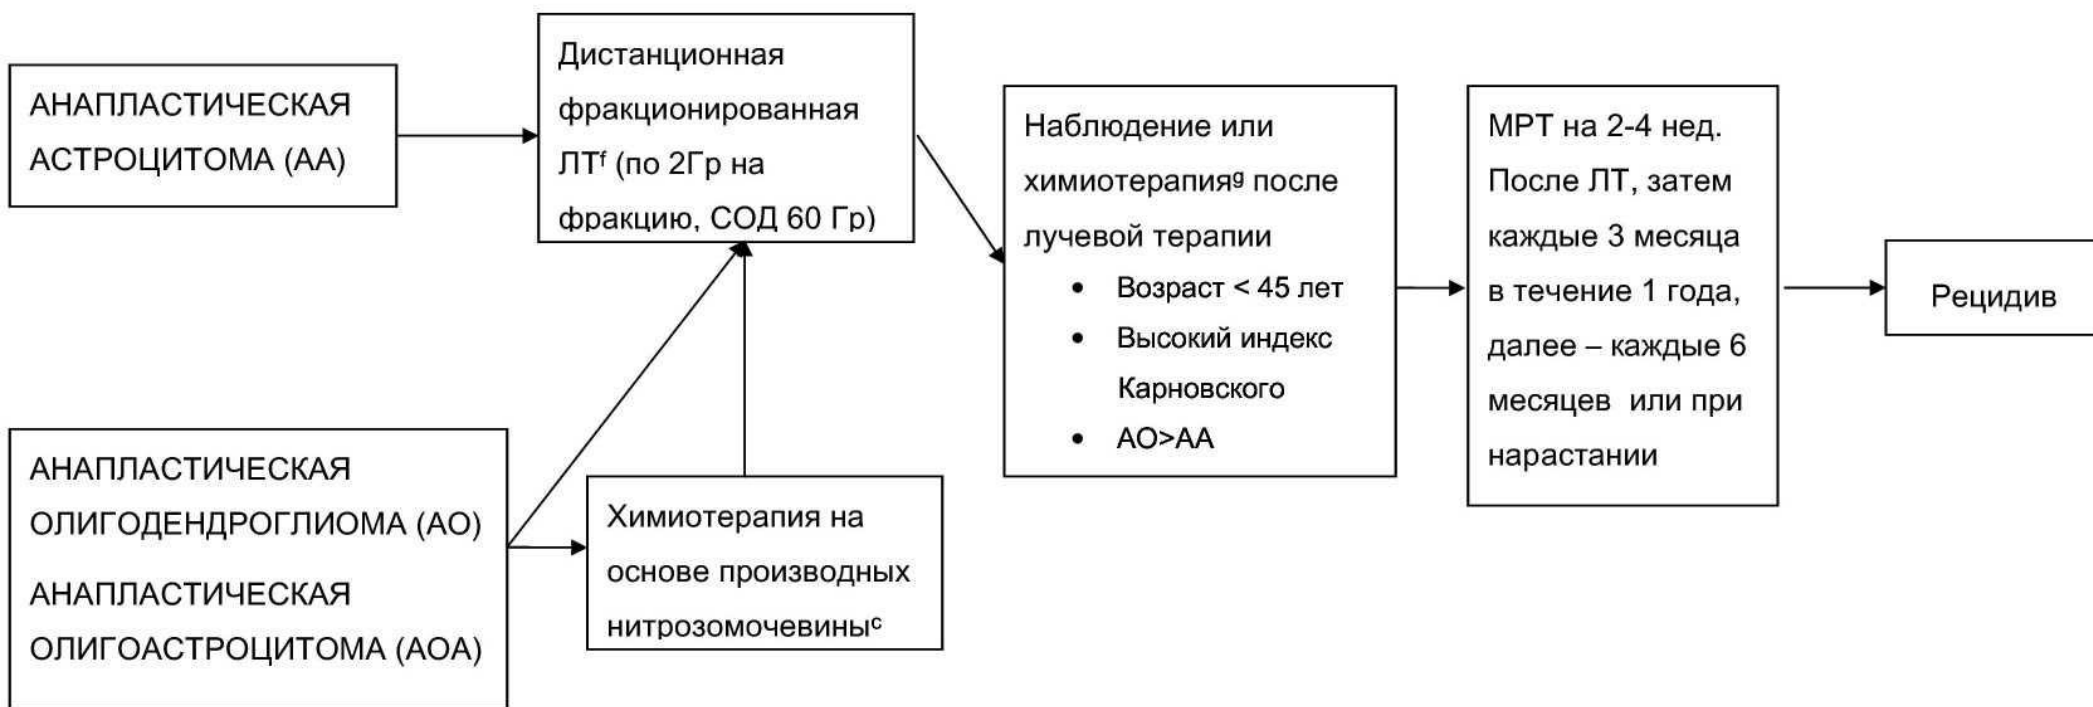 АНАПЛАСТИЧЕСКАЯ
АСТРОЦИТОМА (АА)
Дистанционная
фракционированная
ЛТᶠ (по 2Гр на
фракцию, СОД 60 Гр)
АНАПЛАСТИЧЕСКАЯ
ОЛИГОДЕНДРОГЛИОМА (АО)
АНАПЛАСТИЧЕСКАЯ
ОЛИГОАСТРОЦИТОМА (АОА)
Химиотерапия на
основе производных
нитрозомочевиныᶜ
Наблюдение или
химиотерапияᵍ после
лучевой терапии
• Возраст < 45 лет
• Высокий индекс
Карновского
• АО>АА
МРТ на 2-4 нед.
После ЛТ, затем
каждые 3 месяца
в течение 1 года,
далее – каждые 6
месяцев или при
нарастании
Рецидив